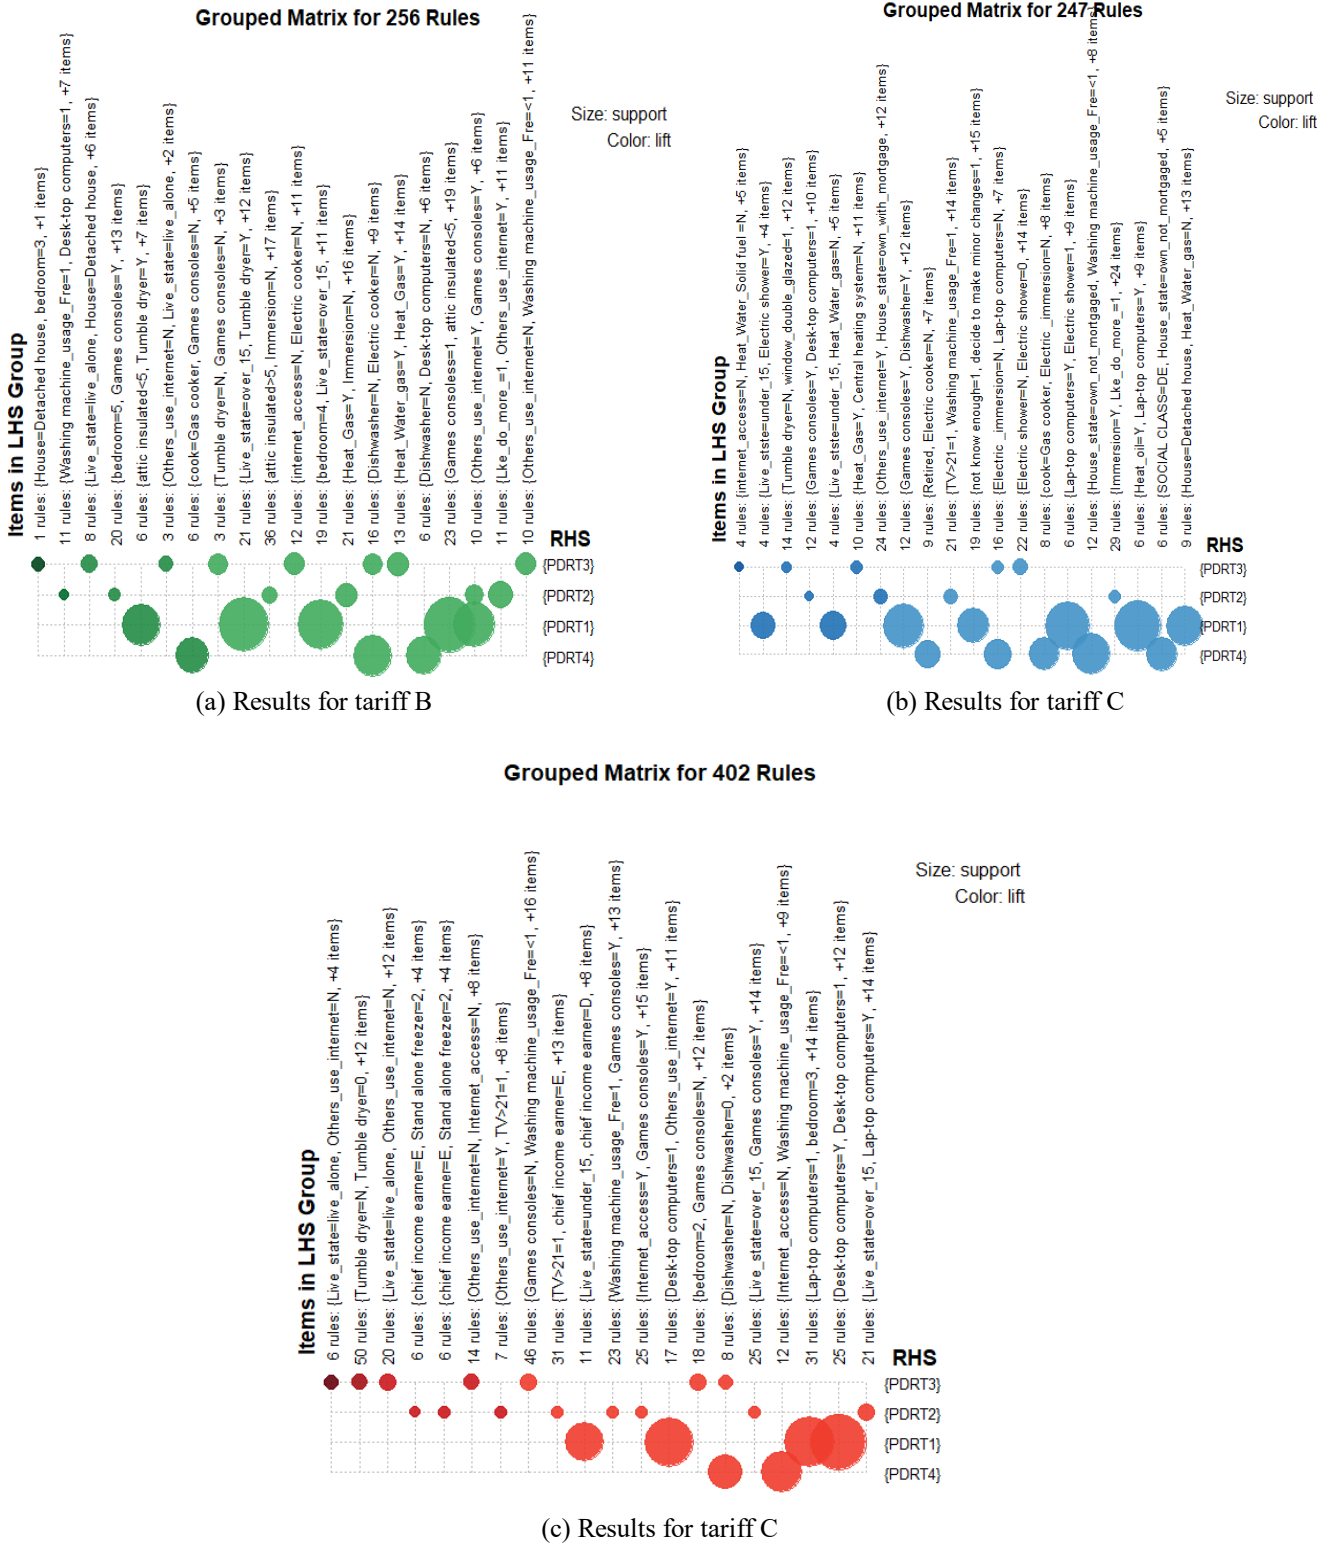 Grouped Matrix for 256 Rules
Size: support
Color: lift
Items in LHS Group
1 rules: {House=Detached house, bedroom=3, +1 items}
11 rules: {Washing machine_usage_Fre=1, Desk-top computers=1, +7 items}
8 rules: {Live_state=live_alone, House=Detached house, +6 items}
20 rules: {bedroom=5, Games consoles=Y, +13 items}
6 rules: {attic insulated<5, Tumble dryer=Y, +7 items}
3 rules: {Others_use_internet=N, Live_state=live_alone, +2 items}
6 rules: {cook=Gas cooker, Games consoles=N, +5 items}
3 rules: {Tumble dryer=N, Games consoles=N, +3 items}
21 rules: {Live_state=over_15, Tumble dryer=Y, +12 items}
36 rules: {attic insulated>5, Immersion=N, +17 items}
12 rules: {internet_access=N, Electric cooker=N, +11 items}
19 rules: {bedroom=4, Live_state=over_15, +11 items}
21 rules: {Heat_Gas=Y, Immersion=N, +16 items}
16 rules: {Dishwasher=N, Electric cooker=N, +9 items}
13 rules: {Heat_Water_gas=Y, Heat_Gas=Y, +14 items}
6 rules: {Dishwasher=N, Desk-top computers=N, +6 items}
23 rules: {Games consoless=1, attic insulated<5, +19 items}
10 rules: {Others_use_internet=Y, Games consoles=Y, +6 items}
11 rules: {Lke_do_more_=1, Others_use_internet=Y, +11 items}
10 rules: {Others_use_internet=N, Washing machine_usage_Fre=<1, +11 items}
RHS
{PDRT3}
{PDRT2}
{PDRT1}
{PDRT4}
(a) Results for tariff B
Grouped Matrix for 247 Rules
Size: support
Color: lift
Items in LHS Group
4 rules: {internet_access=N, Heat_Water_Solid fuel =N, +5 items}
4 rules: {Live_stste=under_15, Electric shower=Y, +4 items}
14 rules: {Tumble dryer=N, window_double_glazed=1, +12 items}
12 rules: {Games consoles=Y, Desk-top computers=1, +10 items}
4 rules: {Live_stste=under_15, Heat_Water_gas=N, +5 items}
10 rules: {Heat_Gas=Y, Central heating system=N, +11 items}
24 rules: {Others_use_internet=Y, House_state=own_with_mortgage, +12 items}
12 rules: {Games consoles=Y, Dishwasher=Y, +12 items}
9 rules: {Retired, Electric cooker=N, +7 items}
21 rules: {TV>21=1, Washing machine_usage_Fre=1, +14 items}
19 rules: {not know enough=1, decide to make minor changes=1, +15 items}
16 rules: {Electric _immersion=N, Lap-top computers=N, +7 items}
22 rules: {Electric shower=N, Electric shower=0, +14 items}
8 rules: {cook=Gas cooker, Electric _immersion=N, +8 items}
6 rules: {Lap-top computers=Y, Electric shower=1, +9 items}
12 rules: {House_state=own_not_mortgaged, Washing machine_usage_Fre=<1, +8 items}
29 rules: {Immersion=Y, Lke_do_more_=1, +24 items}
6 rules: {Heat_oil=Y, Lap-top computers=Y, +9 items}
6 rules: {SOCIAL CLASS=DE, House_state=own_not_mortgaged, +5 items}
9 rules: {House=Detached house, Heat_Water_gas=N, +13 items}
RHS
{PDRT3}
{PDRT2}
{PDRT1}
{PDRT4}
(b) Results for tariff C
Grouped Matrix for 402 Rules
Size: support
Color: lift
Items in LHS Group
6 rules: {Live_state=live_alone, Others_use_internet=N, +4 items}
50 rules: {Tumble dryer=N, Tumble dryer=0, +12 items}
20 rules: {Live_state=live_alone, Others_use_internet=N, +12 items}
6 rules: {chief income earner=E, Stand alone freezer=2, +4 items}
6 rules: {chief income earner=E, Stand alone freezer=2, +4 items}
14 rules: {Others_use_internet=N, Internet_access=N, +8 items}
7 rules: {Others_use_internet=Y, TV>21=1, +8 items}
46 rules: {Games consoles=N, Washing machine_usage_Fre=<1, +16 items}
31 rules: {TV>21=1, chief income earner=E, +13 items}
11 rules: {Live_state=under_15, chief income earner=D, +8 items}
23 rules: {Washing machine_usage_Fre=1, Games consoles=Y, +13 items}
25 rules: {Internet_access=Y, Games consoles=Y, +15 items}
17 rules: {Desk-top computers=1, Others_use_internet=Y, +11 items}
18 rules: {bedroom=2, Games consoles=N, +12 items}
8 rules: {Dishwasher=N, Dishwasher=0, +2 items}
25 rules: {Live_state=over_15, Games consoles=Y, +14 items}
12 rules: {Internet_access=N, Washing machine_usage_Fre=<1, +9 items}
31 rules: {Lap-top computers=1, bedroom=3, +14 items}
25 rules: {Desk-top computers=Y, Desk-top computers=1, +12 items}
21 rules: {Live_state=over_15, Lap-top computers=Y, +14 items}
RHS
{PDRT3}
{PDRT2}
{PDRT1}
{PDRT4}
(c) Results for tariff C